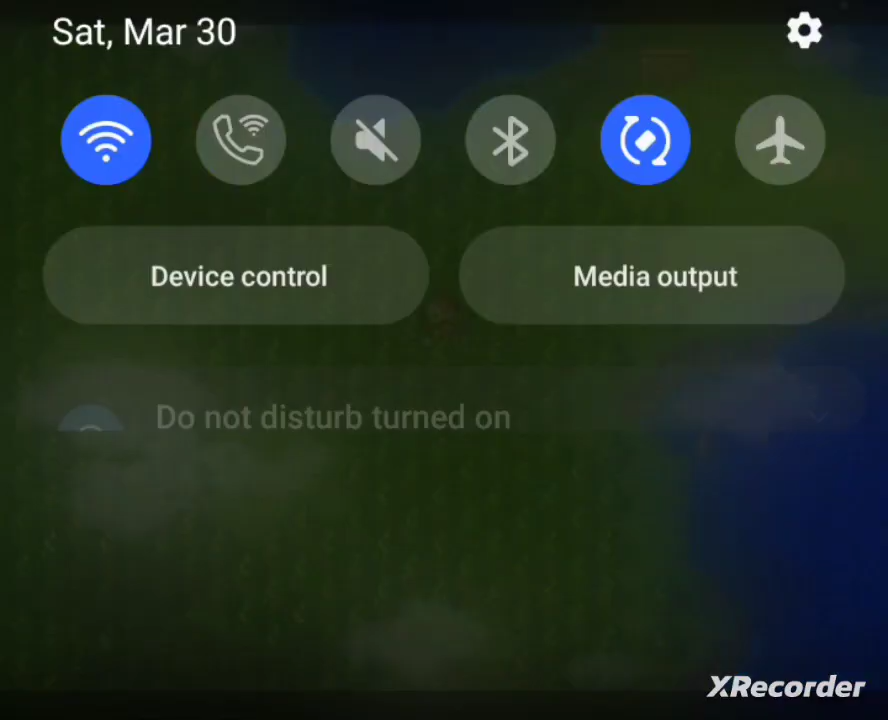 Sat, Mar 30
Device control
Media output
Do not disturb turned on
XRecorder